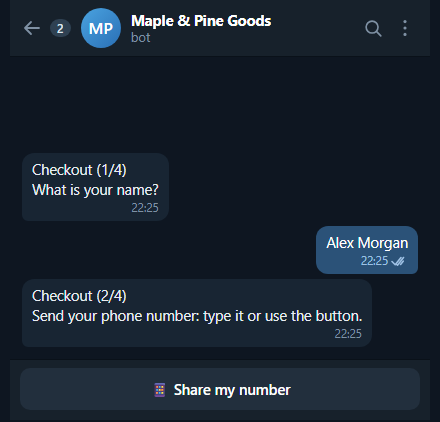 2
MP
Maple & Pine Goods
bot
Checkout (1/4)
What is your name?
22:25
Alex Morgan
22:25
Checkout (2/4)
Send your phone number: type it or use the button.
22:25
Share my number